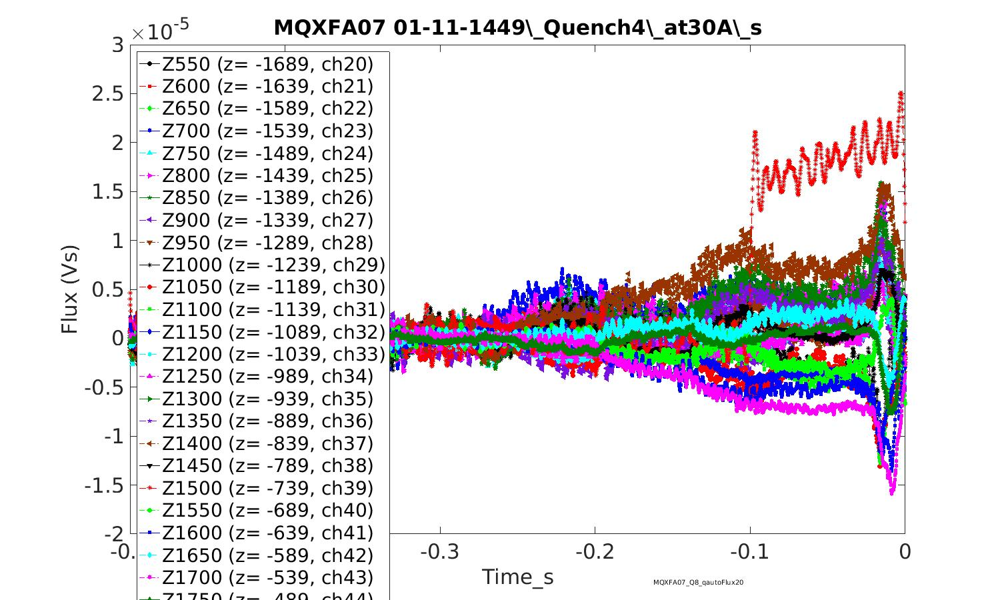 MQXFA07 01-11-1449\_Quench4\_at30A\_s
×10-5
3
2.5
2
1.5
1
0.5
0
-0.5
-1
-1.5
-2
Flux (Vs)
Z550 (z= -1689, ch20)
Z600 (z= -1639, ch21)
Z650 (z= -1589, ch22)
Z700 (z= -1539, ch23)
Z750 (z= -1489, ch24)
Z800 (z= -1439, ch25)
Z850 (z= -1389, ch26)
Z900 (z= -1339, ch27)
Z950 (z= -1289, ch28)
Z1000 (z= -1239, ch29)
Z1050 (z= -1189, ch30)
Z1100 (z= -1139, ch31)
Z1150 (z= -1089, ch32)
Z1200 (z= -1039, ch33)
Z1250 (z= -989, ch34)
Z1300 (z= -939, ch35)
Z1350 (z= -889, ch36)
Z1400 (z= -839, ch37)
Z1450 (z= -789, ch38)
Z1500 (z= -739, ch39)
Z1550 (z= -689, ch40)
Z1600 (z= -639, ch41)
Z1650 (z= -589, ch42)
Z1700 (z= -539, ch43)
Z1750 (z= -489, ch44)
-0. -0.3 -0.2 -0.1 0
Time_s
MQXFA07_Q8_qautoFlux20